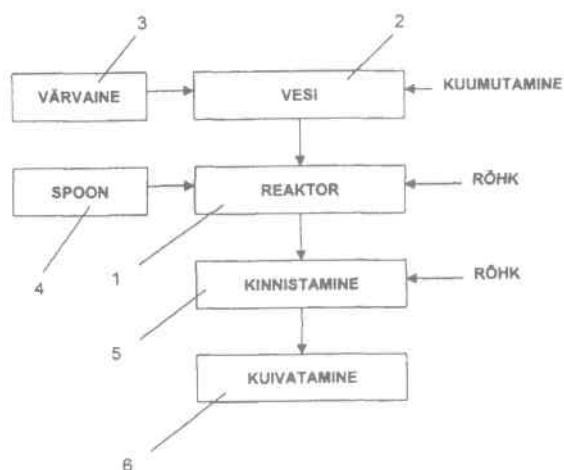 3
2
VÄRVAINE
VESI
KUUMUTAMINE
SPOON
REAKTOR
RÕHK
4
1
KINNISTAMINE
RÕHK
5
KUIVATAMINE
6